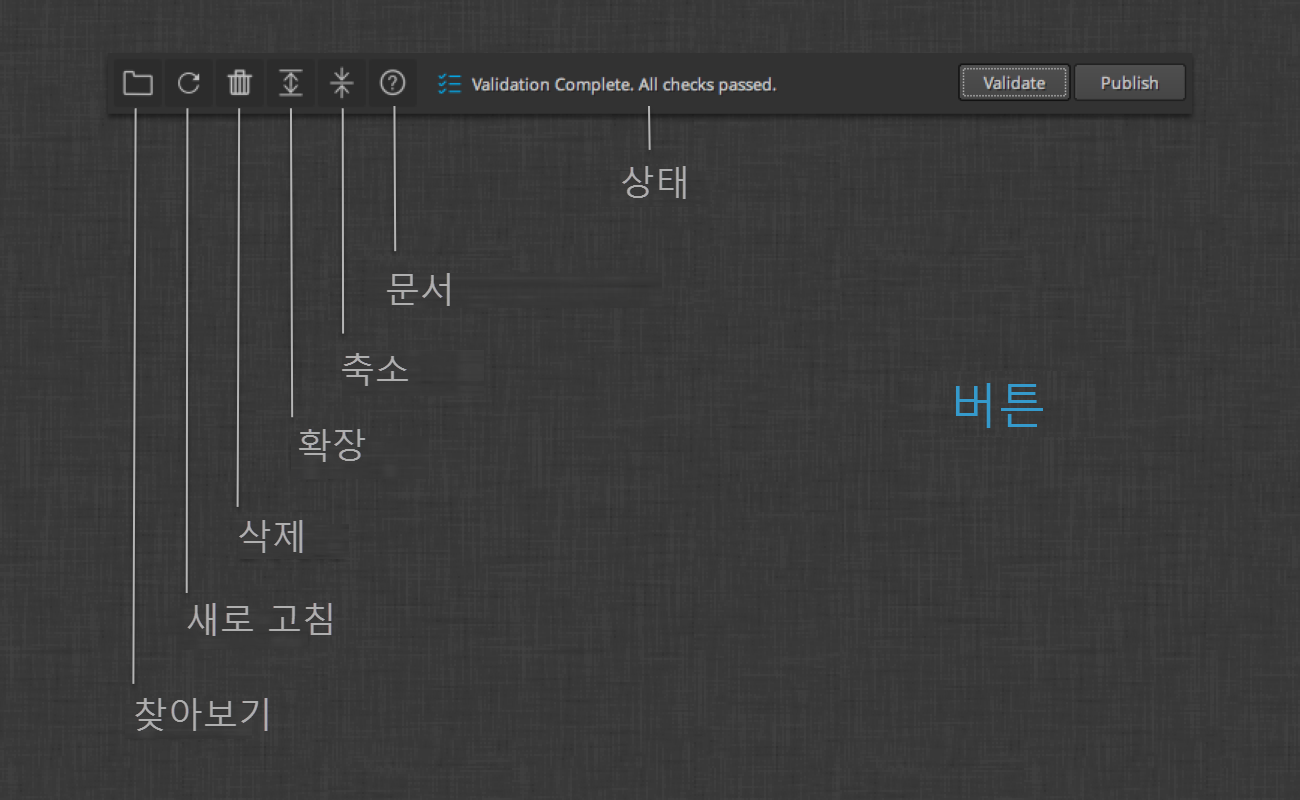 Validation Complete. All checks passed.
Validate
Publish
상태
문서
축소
버튼
확장
삭제
새로 고침
찾아보기